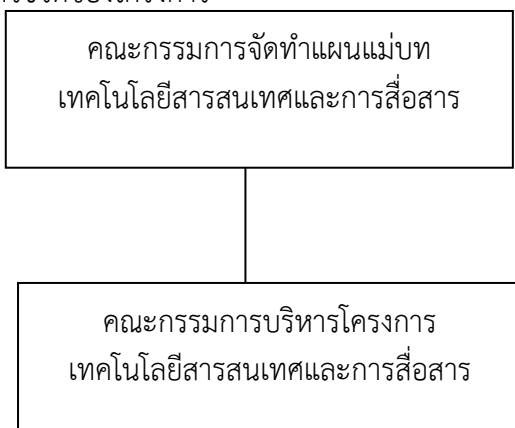 คณะกรรมการจัดทำแผนแม่บท
เทคโนโลยีสารสนเทศและการสื่อสาร
คณะกรรมการบริหารโครงการ
เทคโนโลยีสารสนเทศและการสื่อสาร